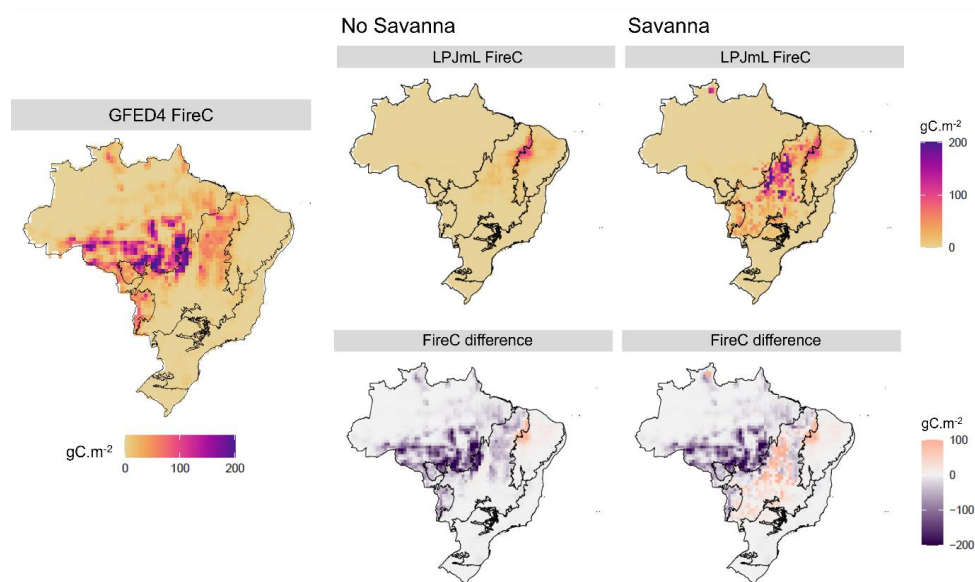 No Savanna
Savanna
LPJmL FireC
LPJmL FireC
GFED4 FireC
gC.m⁻²
200
100
0
gC.m⁻²
0 100 200
FireC difference
FireC difference
gC.m⁻²
100
0
−100
−200